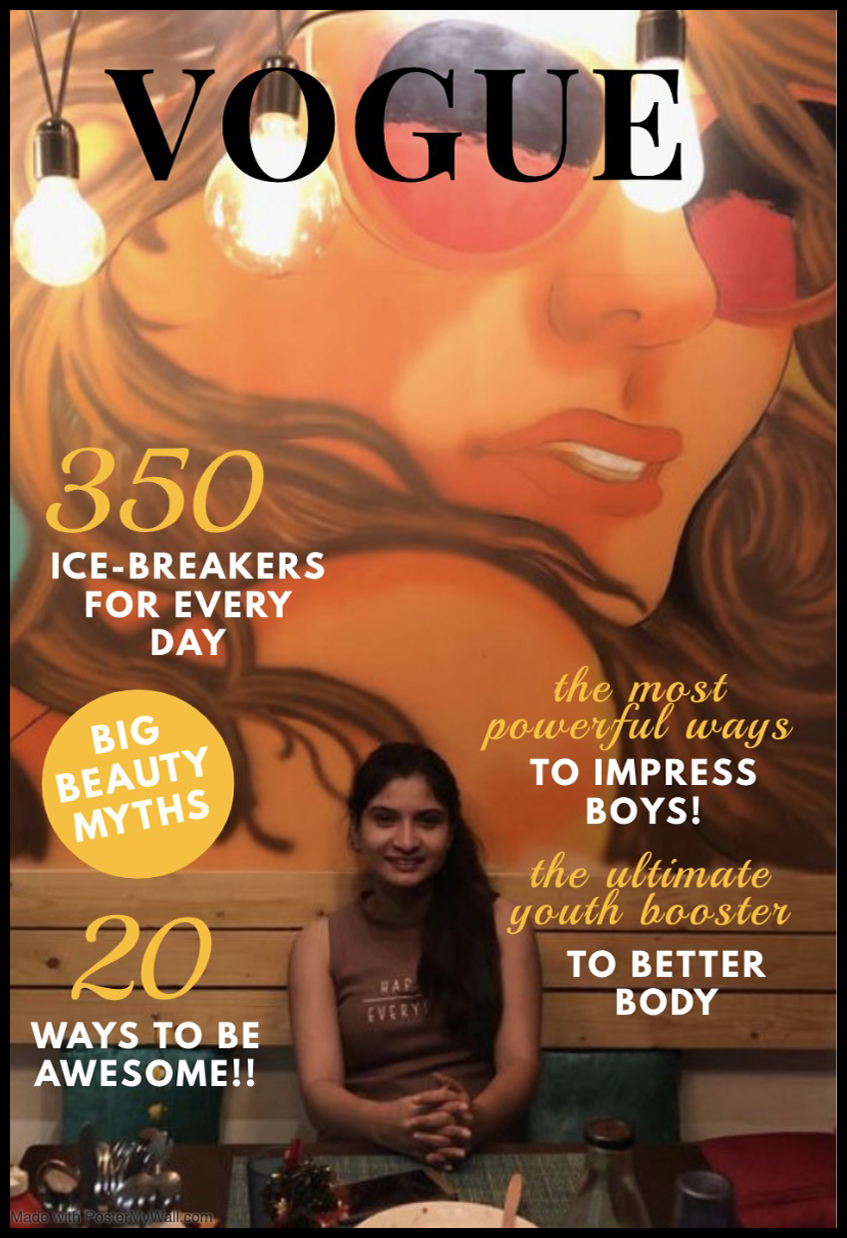 VOGUE
350
ICE-BREAKERS
FOR EVERY
DAY
BIG
BEAUTY
MYTHS
20
WAYS TO BE
AWESOME!!
the most
powerful ways
TO IMPRESS
BOYS!
the ultimate
youth booster
TO BETTER
BODY
HAP
EVERY
Made with PosterMyWall.com